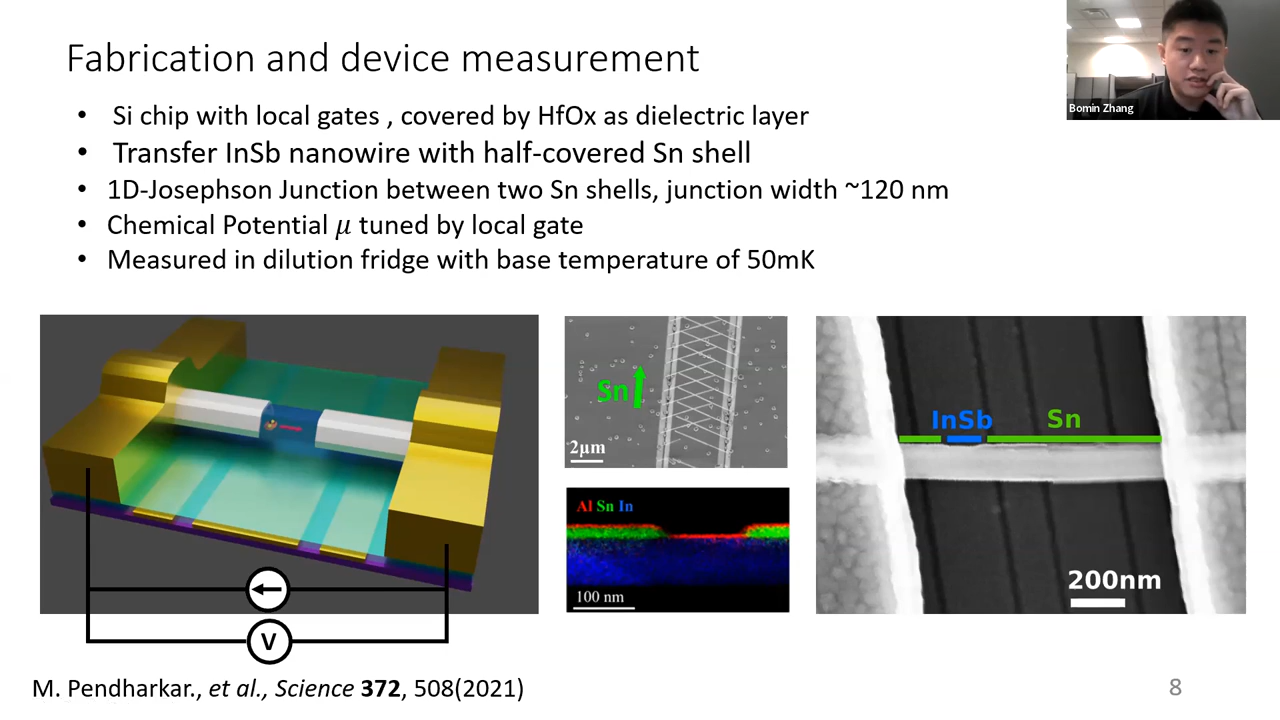 Fabrication and device measurement
Bomin Zhang
• Si chip with local gates , covered by HfOx as dielectric layer
• Transfer InSb nanowire with half-covered Sn shell
• 1D-Josephson Junction between two Sn shells, junction width ~120 nm
• Chemical Potential 𝜇 tuned by local gate
• Measured in dilution fridge with base temperature of 50mK
Sn
2µm
Al Sn In
100 nm
InSb Sn
200nm
V
M. Pendharkar., et al., Science 372, 508(2021)
8